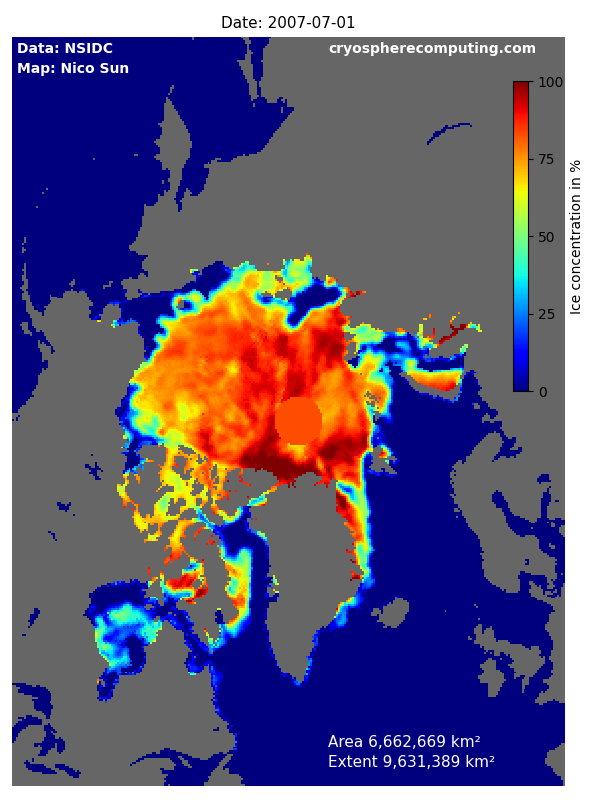 Date: 2007-07-01
Data: NSIDC
Map: Nico Sun
cryospherecomputing.com
100
75
50
25
0
Ice concentration in %
Area 6,662,669 km²
Extent 9,631,389 km²